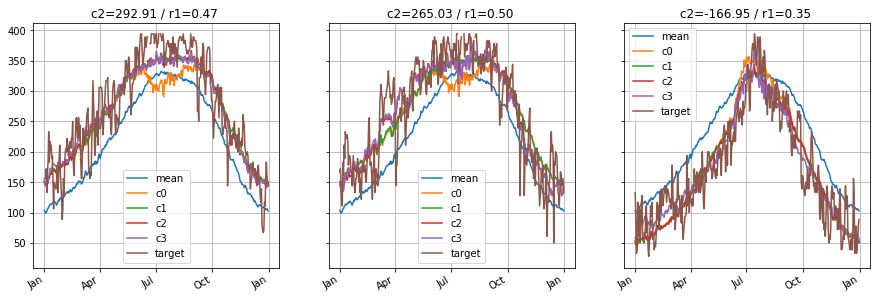 c2=292.91 / r1=0.47
c2=265.03 / r1=0.50
c2=-166.95 / r1=0.35
400
350
300
250
200
150
100
50
mean
c0
c1
c2
c3
target
mean
c0
c1
c2
c3
target
mean
c0
c1
c2
c3
target
Jan
Apr
Jul
Oct
Jan
Jan
Apr
Jul
Oct
Jan
Jan
Apr
Jul
Oct
Jan